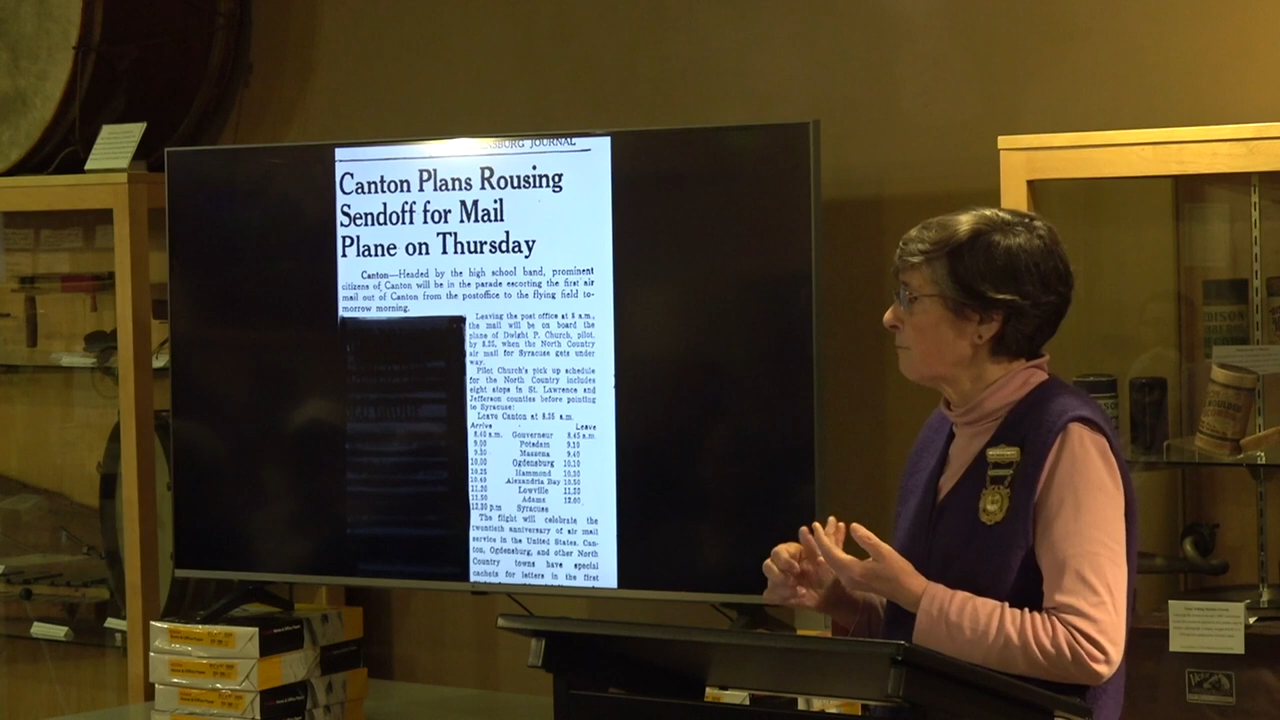 NSBURG JOURNAL
Canton Plans Rousing
Sendoff for Mail
Plane on Thursday
Canton—Headed by the high school band, prominent
citizens of Canton will be in the parade escorting the first air
mail out of Canton from the postoffice to the flying field to-
morrow morning.
Leaving the post office at 8 a.m.,
the mail will be on board the
plane of Dwight P. Church, pilot,
by 8.25, when the North Country
air mail for Syracuse gets under
way.
Pilot Church's pick up schedule
for the North Country includes
eight stops in St. Lawrence and
Jefferson counties before pointing
to Syracuse:
Leave Canton at 8.25 a.m.
Arrive Leave
8.40 a.m. Gouverneur 8.45 a.m.
9.00 Potsdam 9.10
9.30 Massena 9.40
10.00 Ogdensburg 10.10
10.25 Hammond 10.30
10.40 Alexandria Bay 10.50
11.20 Lowville 11.30
11.50 Adams 12.00
12.30 p.m Syracuse
The flight will celebrate the
twentieth anniversary of air mail
service in the United States. Can-
ton, Ogdensburg, and other North
Country towns have special
cachets for letters in the first
EDISON